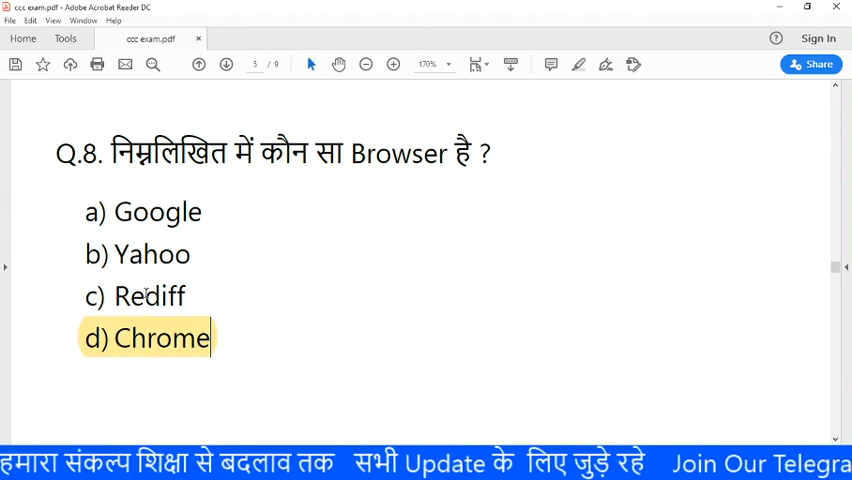 ccc exam.pdf - Adobe Acrobat Reader DC
File Edit View Window Help
Home Tools ccc exam.pdf × Sign In
5 / 9 170% Share
Q.8. निम्नलिखित में कौन सा Browser है ?
a) Google
b) Yahoo
c) Rediff
d) Chrome
हमारा संकल्प शिक्षा से बदलाव तक सभी Update के लिए जुड़े रहे Join Our Telegra